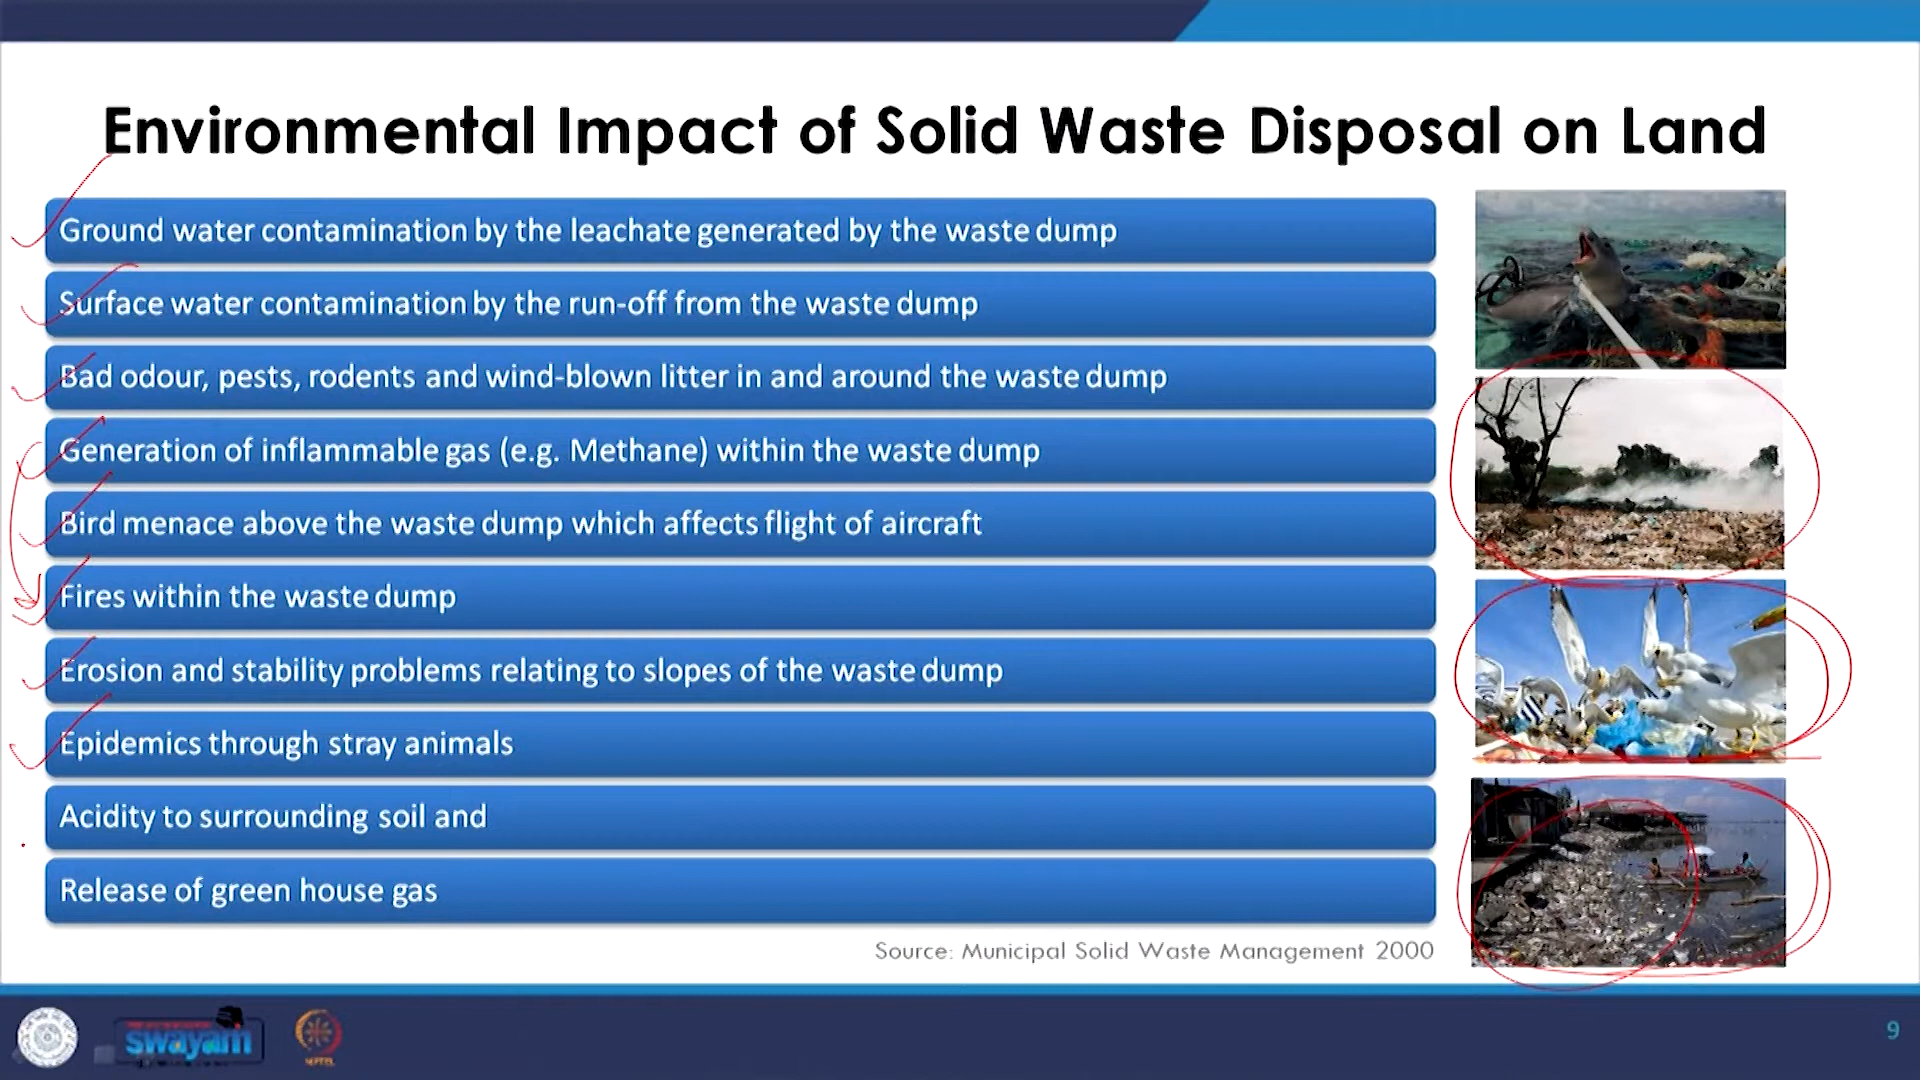 Environmental Impact of Solid Waste Disposal on Land
Ground water contamination by the leachate generated by the waste dump
Surface water contamination by the run-off from the waste dump
Bad odour, pests, rodents and wind-blown litter in and around the waste dump
Generation of inflammable gas (e.g. Methane) within the waste dump
Bird menace above the waste dump which affects flight of aircraft
Fires within the waste dump
Erosion and stability problems relating to slopes of the waste dump
Epidemics through stray animals
Acidity to surrounding soil and
Release of green house gas
Source: Municipal Solid Waste Management 2000
swayam
9